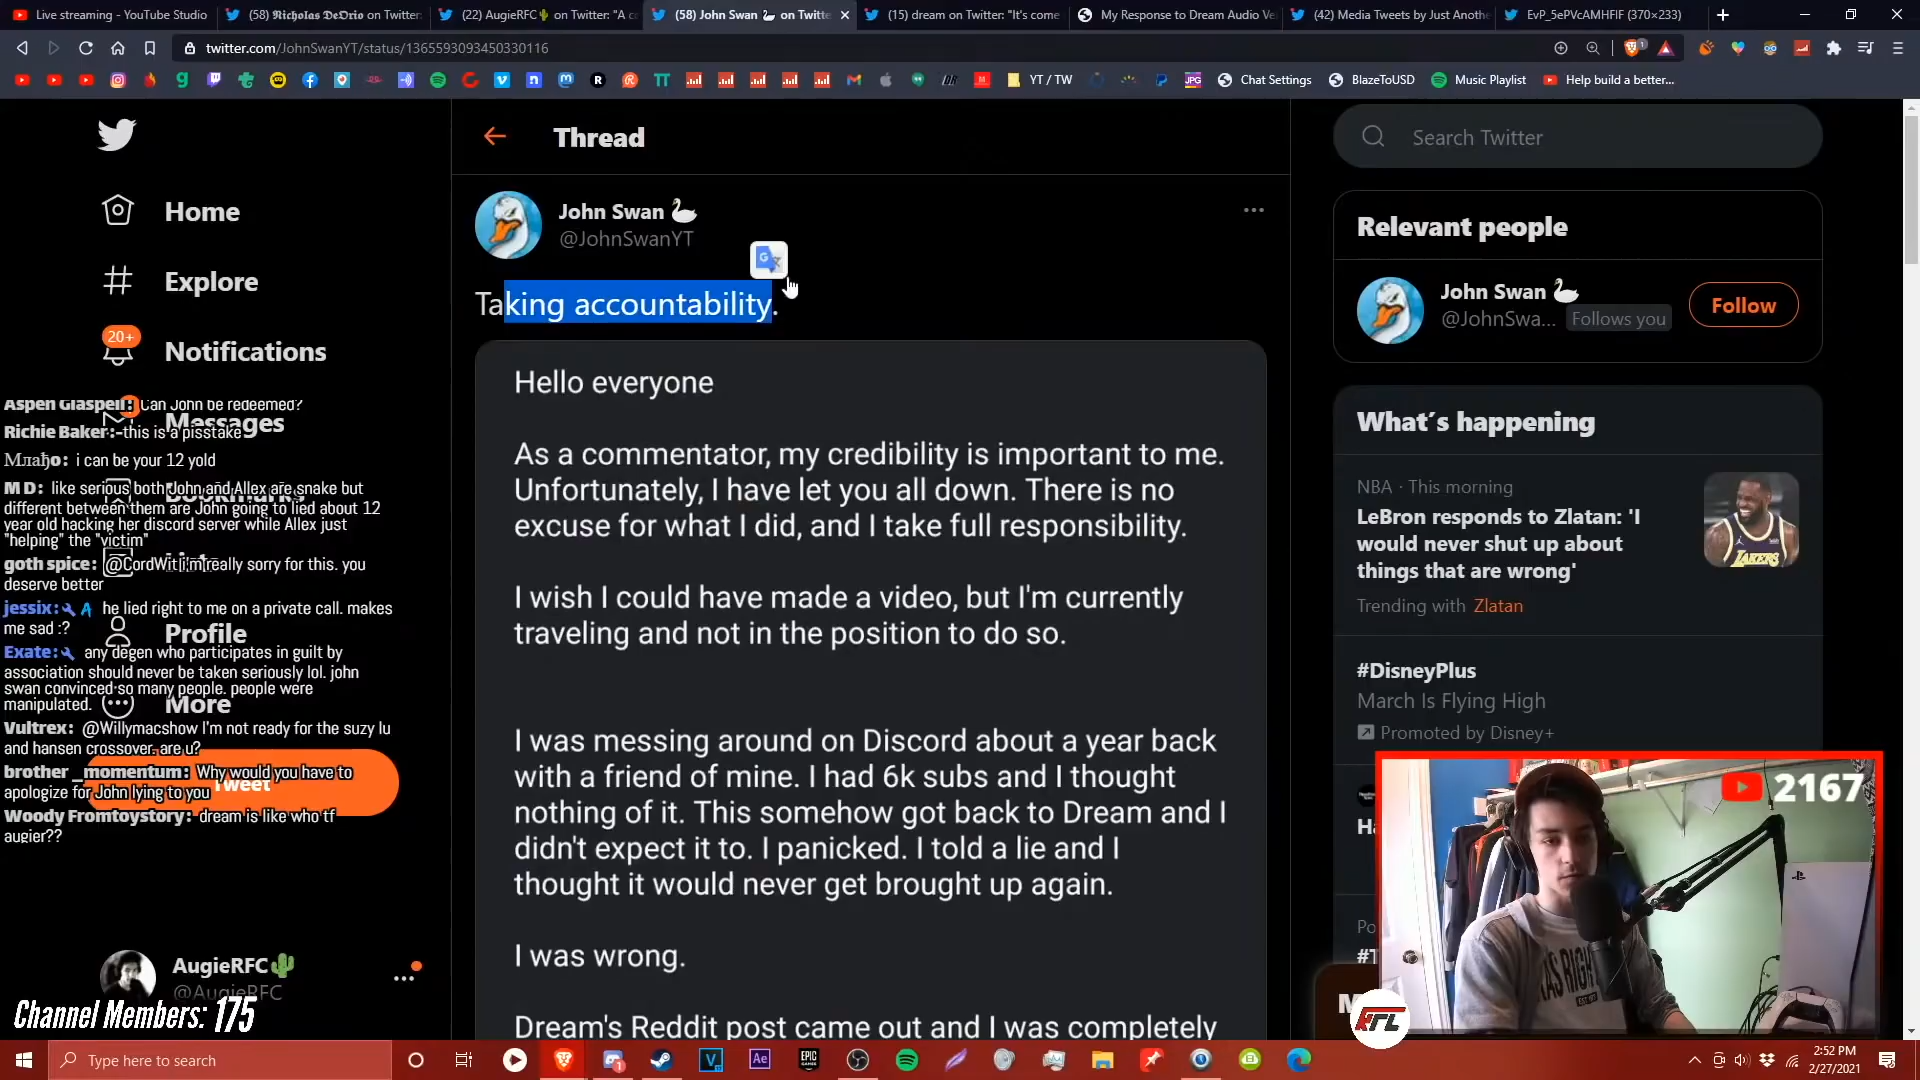 Live streaming - YouTube Studio
(58) 𝕹𝖎𝖈𝖍𝖔𝖑𝖆𝖘 𝕯𝖊𝕺𝖗𝖎𝖔 on Twitter:
(22) AugieRFC🌵 on Twitter: "A c
(58) John Swan 🦢 on Twitte
(15) dream on Twitter: "It's come
My Response to Dream Audio Ve
(42) Media Tweets by Just Anoth
EvP_5ePVcAMHFIF (370×233)
twitter.com/JohnSwanYT/status/1365593093450330116
YT / TW
Chat Settings
BlazeToUSD
Music Playlist
Help build a better...
Thread
Search Twitter
Home
Explore
20+
Notifications
Messages
Bookmarks
Profile
More
Tweet
John Swan 🦢
@JohnSwanYT
Taking accountability.
Hello everyone
As a commentator, my credibility is important to me.
Unfortunately, I have let you all down. There is no
excuse for what I did, and I take full responsibility.
I wish I could have made a video, but I'm currently
traveling and not in the position to do so.
I was messing around on Discord about a year back
with a friend of mine. I had 6k subs and I thought
nothing of it. This somehow got back to Dream and I
didn't expect it to. I panicked. I told a lie and I
thought it would never get brought up again.
I was wrong.
Dream's Reddit post came out and I was completely
Relevant people
John Swan 🦢
@JohnSwa... Follows you
Follow
What's happening
NBA · This morning
LeBron responds to Zlatan: 'I
would never shut up about
things that are wrong'
Trending with Zlatan
LAKERS
#DisneyPlus
March Is Flying High
Promoted by Disney+
2167
Aspen Glaspell: Can John be redeemed?
Richie Baker: -this is a pisstake
Млађо: i can be your 12 yold
M D: like serious both John and Allex are snake but
different between them are John going to lied about 12
year old hacking her discord server while Allex just
"helping" the "victim"
goth spice: @CordWit i'm really sorry for this. you
deserve better
jessix: he lied right to me on a private call. makes
me sad :?
Exate: any degen who participates in guilt by
association should never be taken seriously lol. john
swan convinced so many people. people were
manipulated.
Vultrex: @Willymacshow I'm not ready for the suzy lu
and hansen crossover. are u?
brother _momentum: Why would you have to
apologize for John lying to you
Woody Fromtoystory: dream is like who tf
augier??
AugieRFC🌵
@AugieRFC
Channel Members: 175
RFC
Type here to search
2:52 PM
2/27/2021